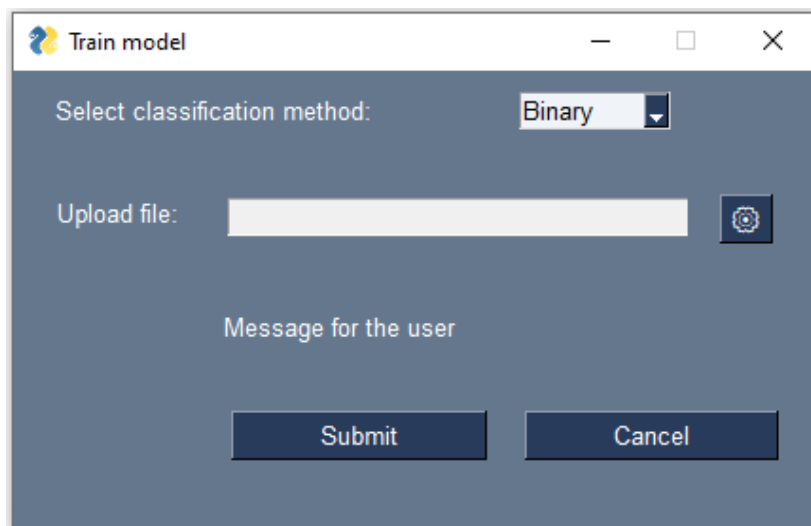 Train model
Select classification method: Binary
Upload file:
Message for the user
Submit Cancel